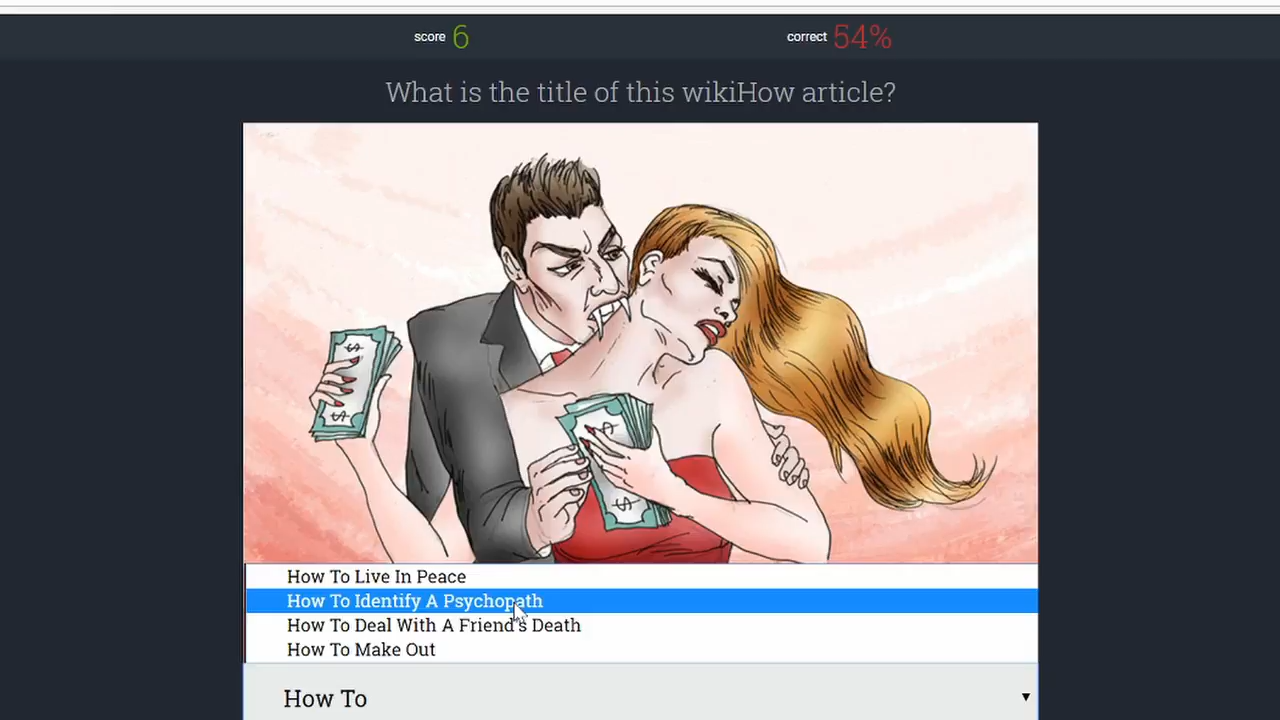 score 6
correct 54%
What is the title of this wikiHow article?
$
$
$
$
How To Live In Peace
How To Identify A Psychopath
How To Deal With A Friend's Death
How To Make Out
How To